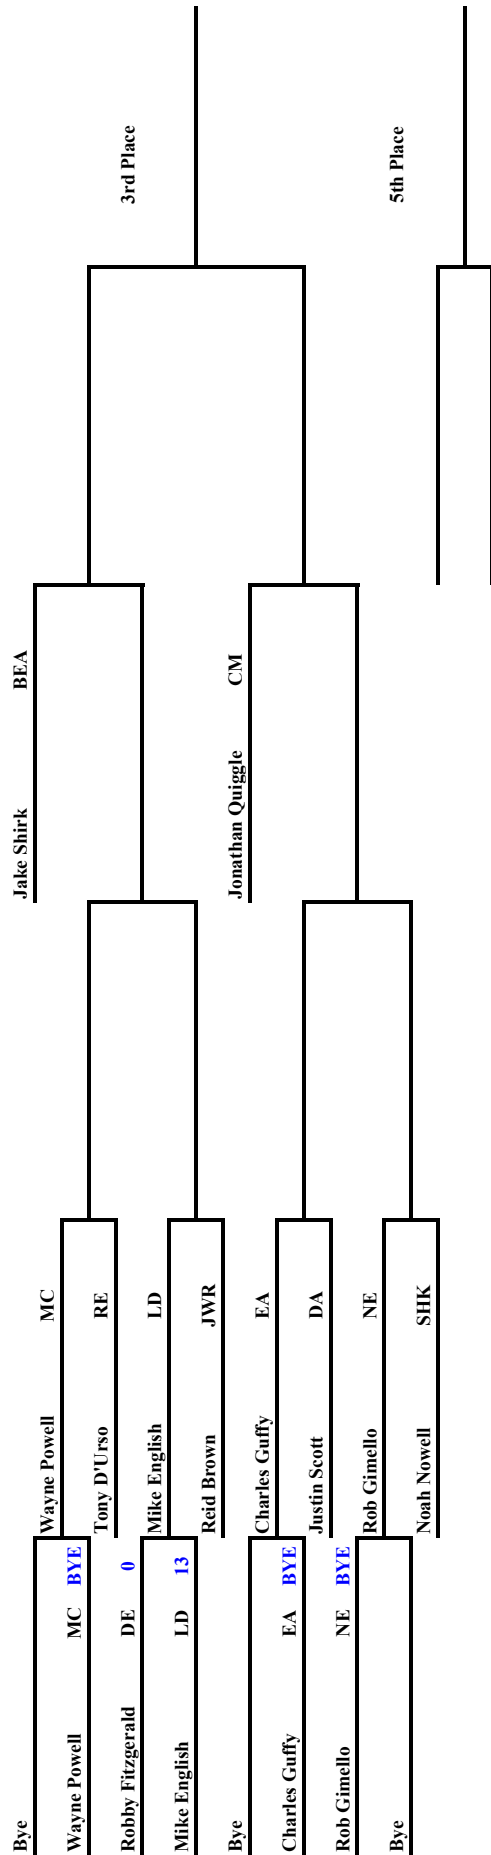 Bye
Wayne Powell MC BYE
Robby Fitzgerald DE 0
Mike English LD 13
Bye
Charles Guffy EA BYE
Rob Gimello NE BYE
Bye
Wayne Powell MC
Tony D'Urso RE
Mike English LD
Reid Brown JWR
Charles Guffy EA
Justin Scott DA
Rob Gimello NE
Noah Nowell SHK
Jake Shirk BEA
Jonathan Quiggle CM
3rd Place
5th Place